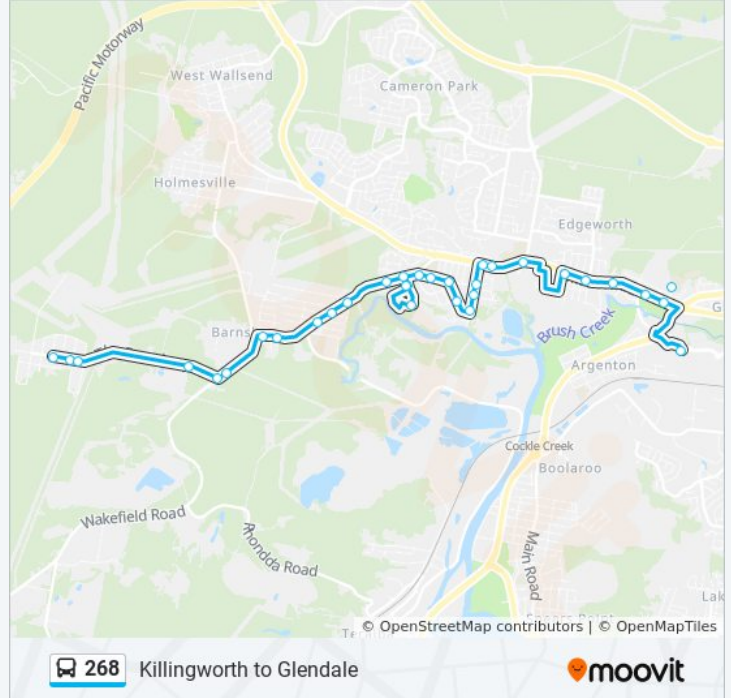 Pacific Motorway
West Wallsend
Cameron Park
Holmesville
Edgeworth
Barns
G
Brush Creek
Argenton
Cockle Creek
Boolaroo
Wakefield Road
Rhondda Road
Main Road
Lak
© OpenStreetMap contributors | © OpenMapTiles
268 Killingworth to Glendale
moovit